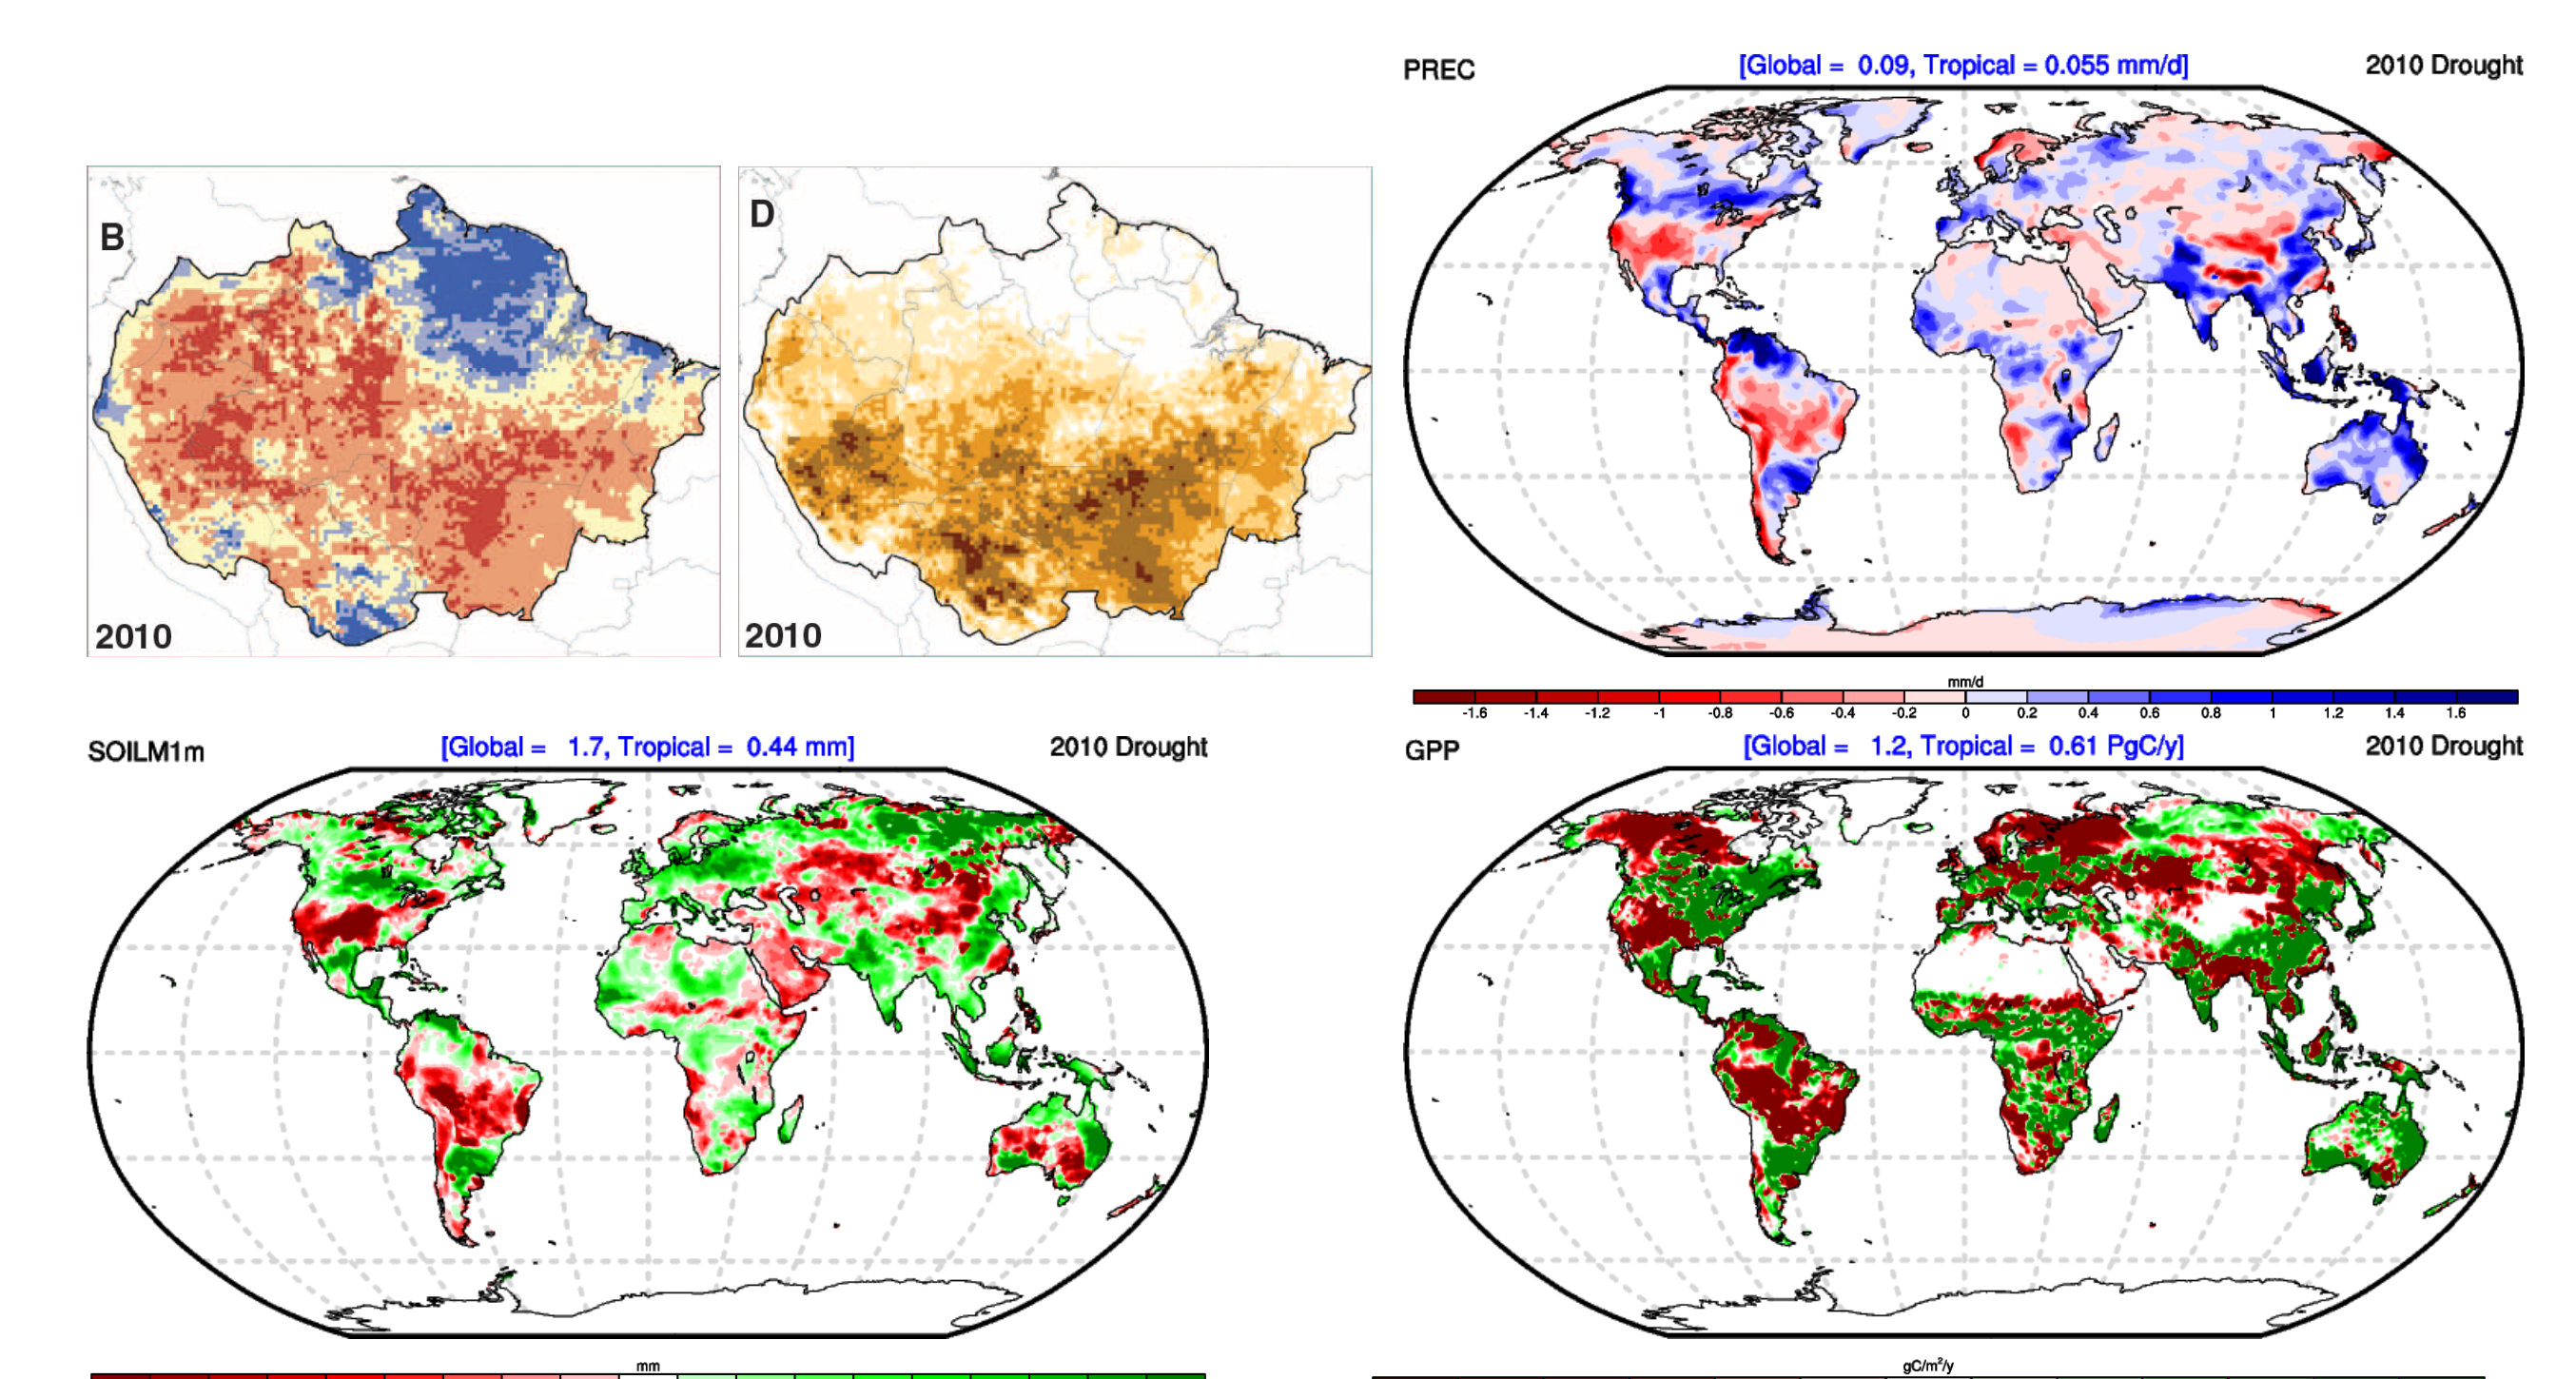 B
2010
D
2010
PREC
[Global = 0.09, Tropical = 0.055 mm/d]
2010 Drought
mm/d
-1.6 -1.4 -1.2 -1 -0.8 -0.6 -0.4 -0.2 0 0.2 0.4 0.6 0.8 1 1.2 1.4 1.6
SOILM1m
[Global = 1.7, Tropical = 0.44 mm]
2010 Drought
mm
GPP
[Global = 1.2, Tropical = 0.61 PgC/y]
2010 Drought
gC/m²/y